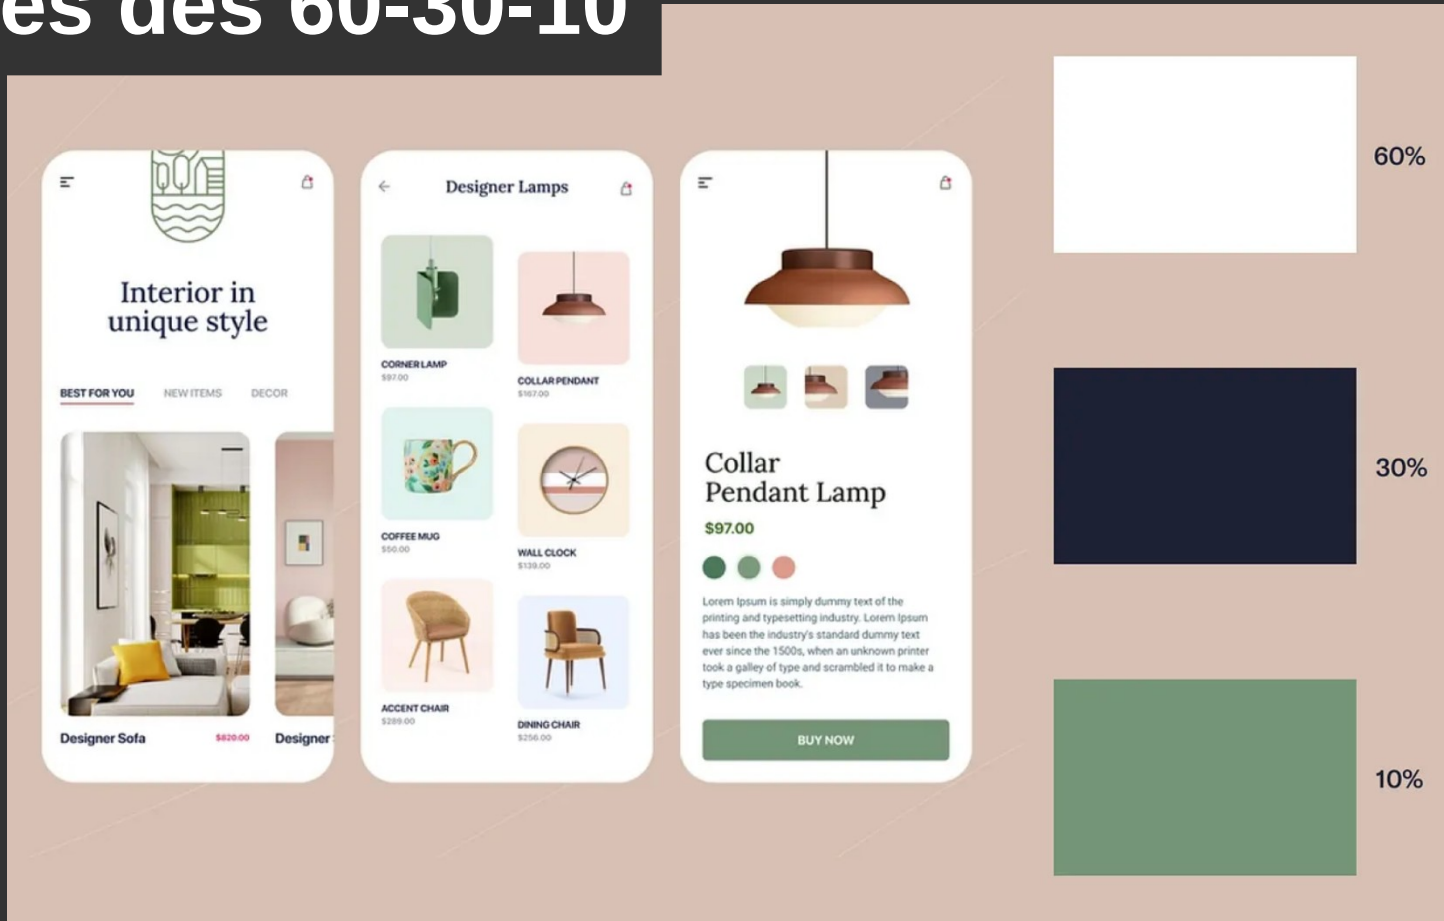 es des 60-30-10
Interior in
unique style
BEST FOR YOU NEW ITEMS DECOR
Designer Sofa $820.00 Designer
Designer Lamps
CORNER LAMP
$97.00
COLLAR PENDANT
$167.00
COFFEE MUG
$50.00
WALL CLOCK
$139.00
ACCENT CHAIR
$289.00
DINING CHAIR
$256.00
Collar
Pendant Lamp
$97.00
Lorem Ipsum is simply dummy text of the
printing and typesetting industry. Lorem Ipsum
has been the industry's standard dummy text
ever since the 1500s, when an unknown printer
took a galley of type and scrambled it to make a
type specimen book.
BUY NOW
60%
30%
10%